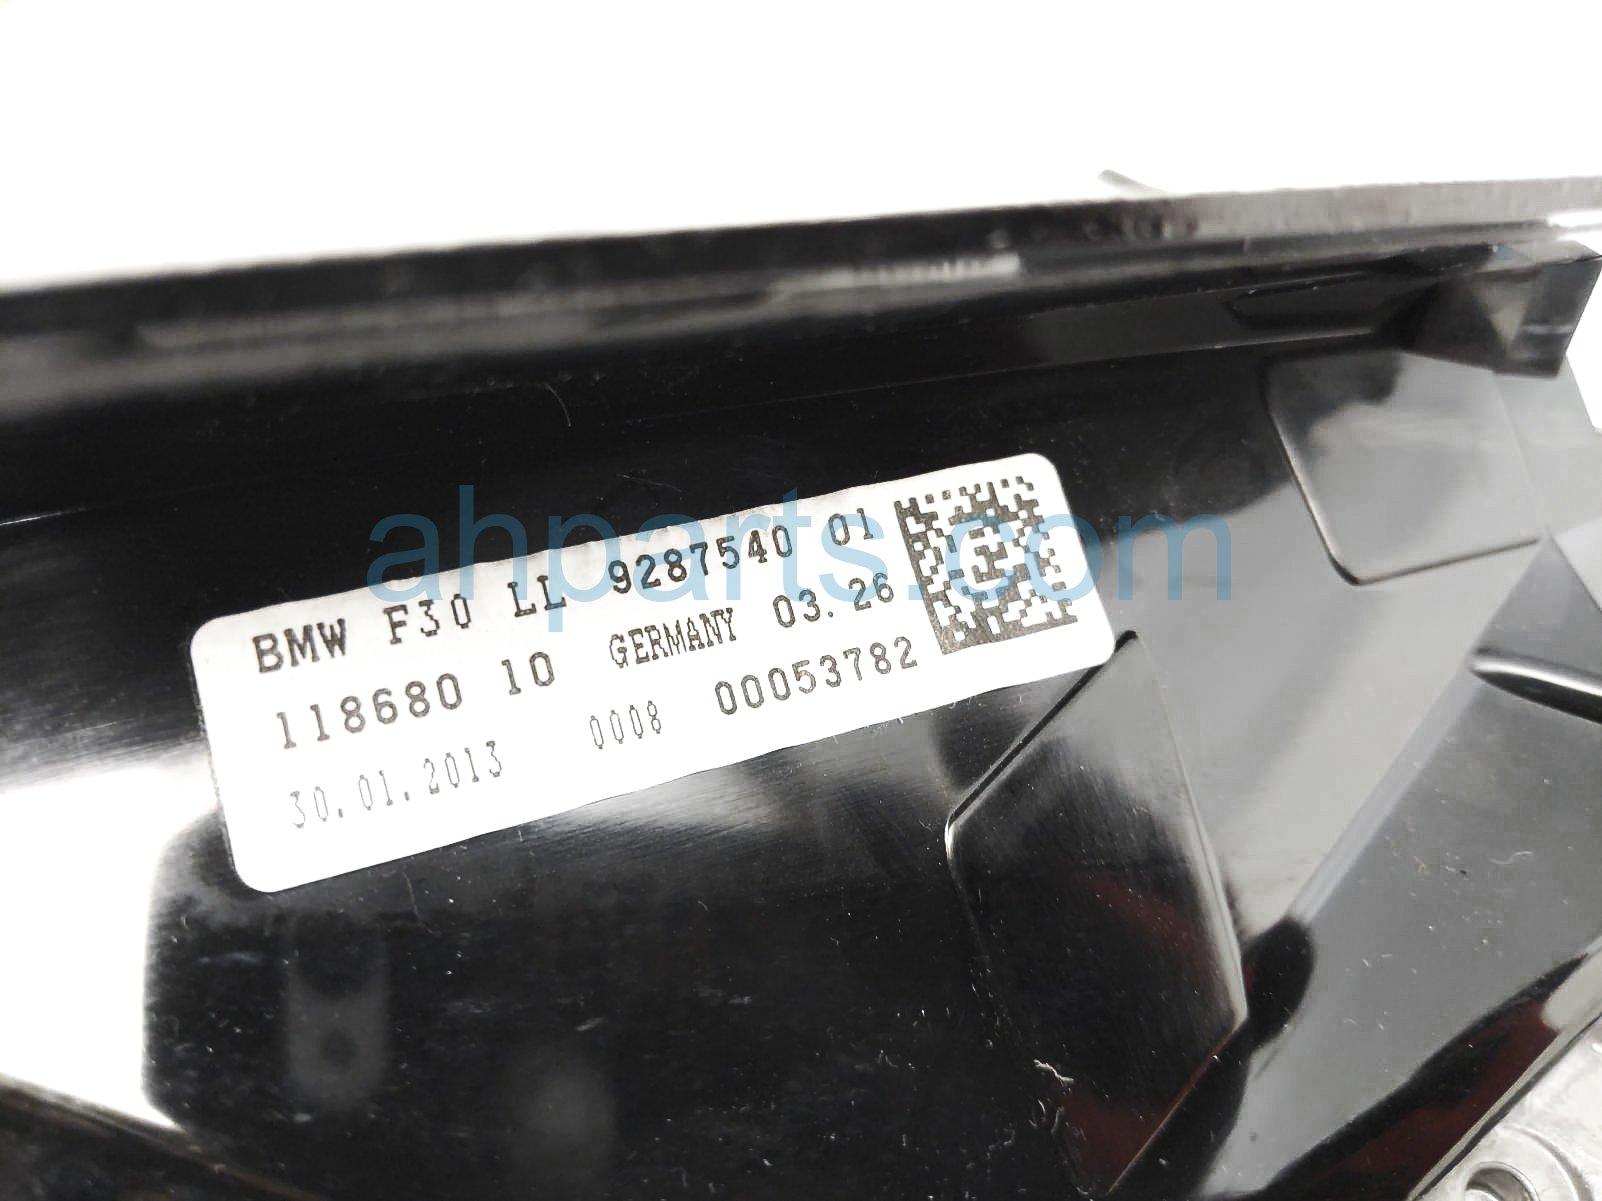 BMW F30 LL 9287540 01
118680 10 GERMANY 03.26
30.01.2013 0008 00053782
ahparts.com